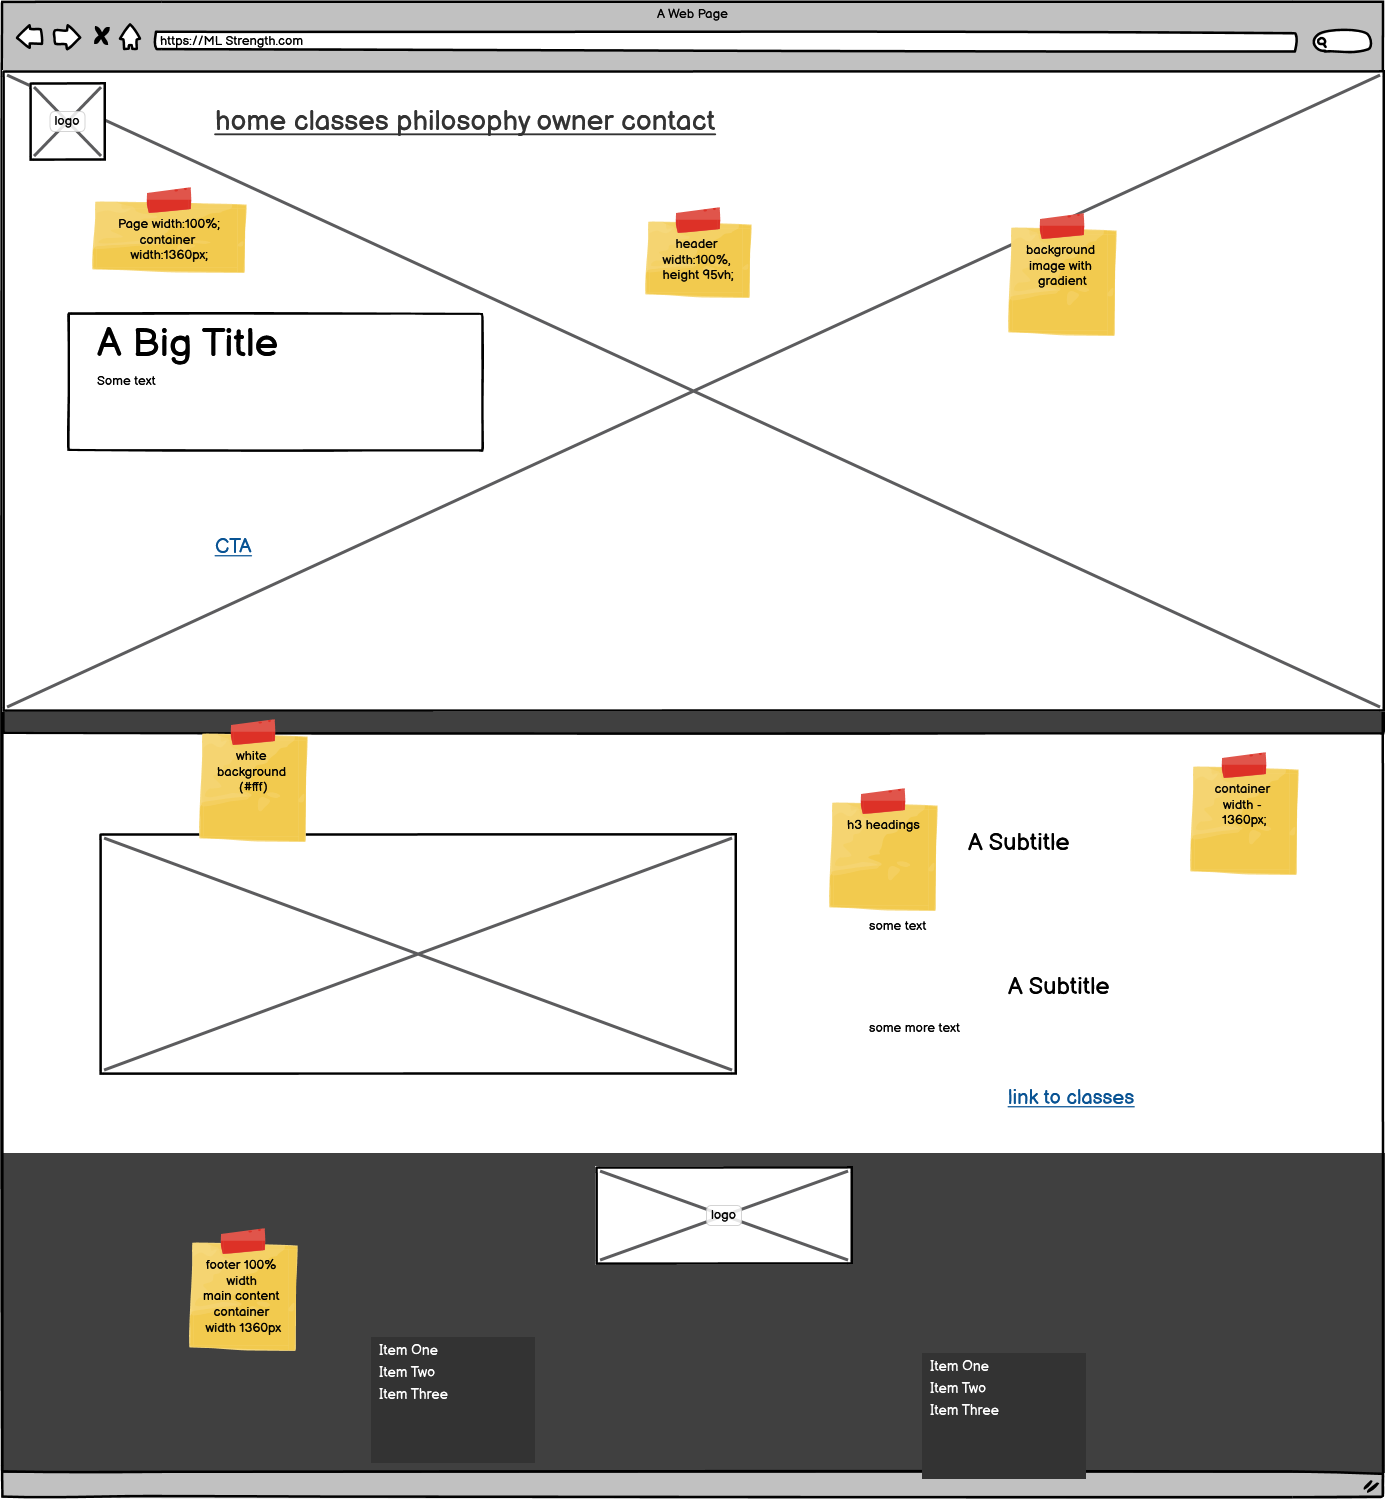 A Web Page
https://ML Strength.com
logo
home classes philosophy owner contact
Page width:100%;
container
width:1360px;
header
width:100%,
height 95vh;
background
image with
gradient
A Big Title
Some text
CTA
white
background
(#fff)
container
width -
1360px;
h3 headings
A Subtitle
some text
A Subtitle
some more text
link to classes
logo
footer 100%
width
main content
container
width 1360px
Item One
Item Two
Item Three
Item One
Item Two
Item Three